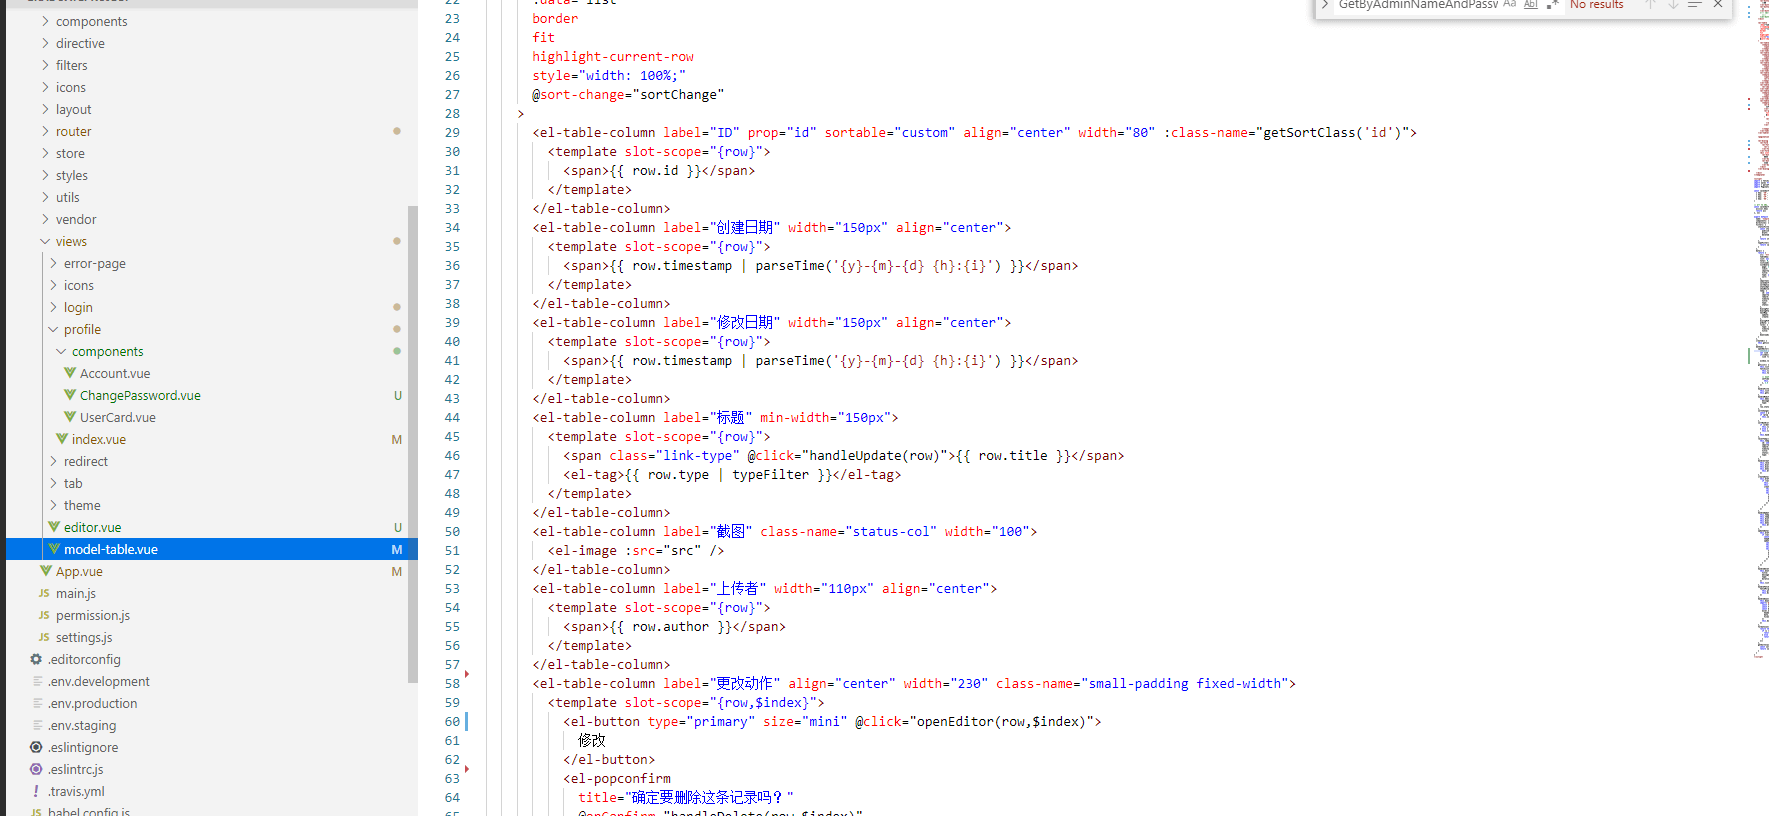 components
directive
filters
icons
layout
router
store
styles
utils
vendor
views
error-page
icons
login
profile
components
Account.vue
ChangePassword.vue U
UserCard.vue
index.vue M
redirect
tab
theme
editor.vue U
model-table.vue M
App.vue M
JS main.js
JS permission.js
JS settings.js
.editorconfig
.env.development
.env.production
.env.staging
.eslintignore
.eslintrc.js
! .travis.yml
JS babel.config.js
22 :data="list"
23 border
24 fit
25 highlight-current-row
26 style="width: 100%;"
27 @sort-change="sortChange"
28 >
29 <el-table-column label="ID" prop="id" sortable="custom" align="center" width="80" :class-name="getSortClass('id')">
30 <template slot-scope="{row}">
31 <span>{{ row.id }}</span>
32 </template>
33 </el-table-column>
34 <el-table-column label="创建日期" width="150px" align="center">
35 <template slot-scope="{row}">
36 <span>{{ row.timestamp | parseTime('{y}-{m}-{d} {h}:{i}') }}</span>
37 </template>
38 </el-table-column>
39 <el-table-column label="修改日期" width="150px" align="center">
40 <template slot-scope="{row}">
41 <span>{{ row.timestamp | parseTime('{y}-{m}-{d} {h}:{i}') }}</span>
42 </template>
43 </el-table-column>
44 <el-table-column label="标题" min-width="150px">
45 <template slot-scope="{row}">
46 <span class="link-type" @click="handleUpdate(row)">{{ row.title }}</span>
47 <el-tag>{{ row.type | typeFilter }}</el-tag>
48 </template>
49 </el-table-column>
50 <el-table-column label="截图" class-name="status-col" width="100">
51 <el-image :src="src" />
52 </el-table-column>
53 <el-table-column label="上传者" width="110px" align="center">
54 <template slot-scope="{row}">
55 <span>{{ row.author }}</span>
56 </template>
57 </el-table-column>
58 <el-table-column label="更改动作" align="center" width="230" class-name="small-padding fixed-width">
59 <template slot-scope="{row,$index}">
60 <el-button type="primary" size="mini" @click="openEditor(row,$index)">
61 修改
62 </el-button>
63 <el-popconfirm
64 title="确定要删除这条记录吗？"
65 @onConfirm="handleDelete(row,$index)"
GetByAdminNameAndPassw Aa Abl .* No results